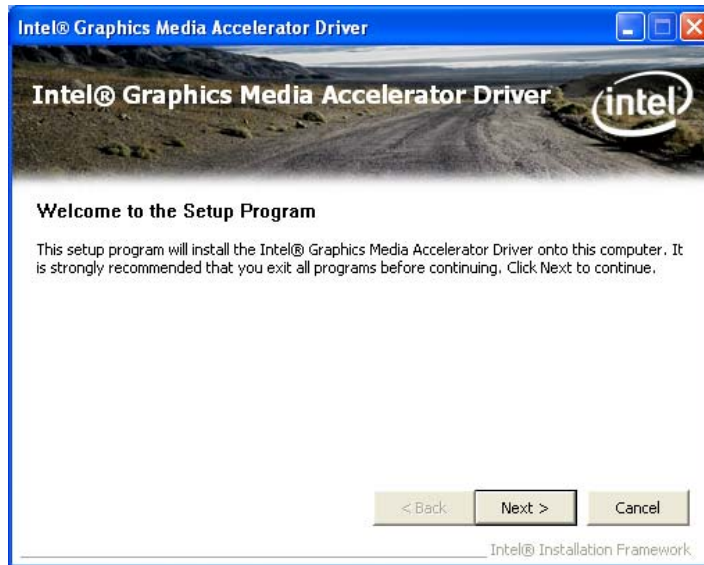 Intel® Graphics Media Accelerator Driver
Intel® Graphics Media Accelerator Driver
intel
Welcome to the Setup Program
This setup program will install the Intel® Graphics Media Accelerator Driver onto this computer. It
is strongly recommended that you exit all programs before continuing. Click Next to continue.
< Back Next > Cancel
Intel® Installation Framework